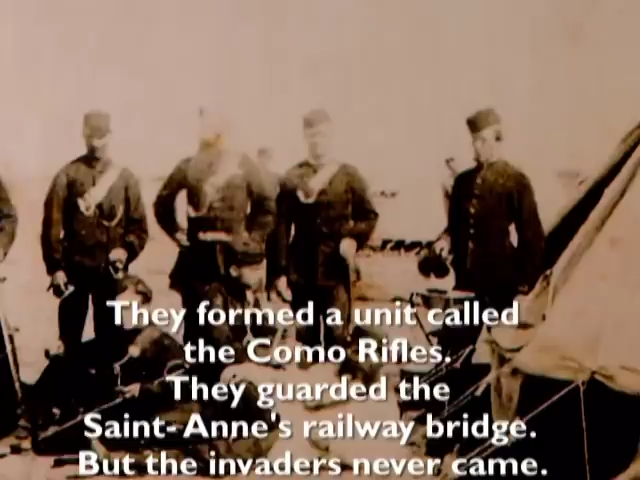 They formed a unit called
the Como Rifles.
They guarded the
Saint-Anne's railway bridge.
But the invaders never came.